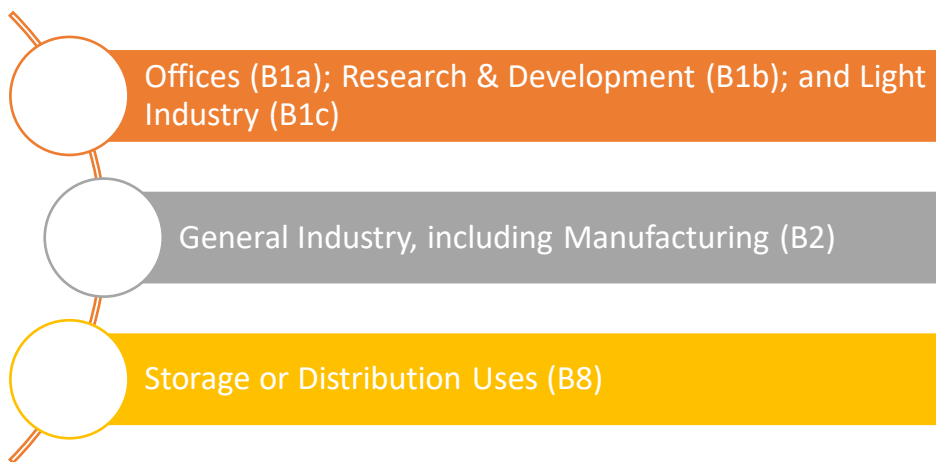 Offices (B1a); Research & Development (B1b); and Light
Industry (B1c)
General Industry, including Manufacturing (B2)
Storage or Distribution Uses (B8)